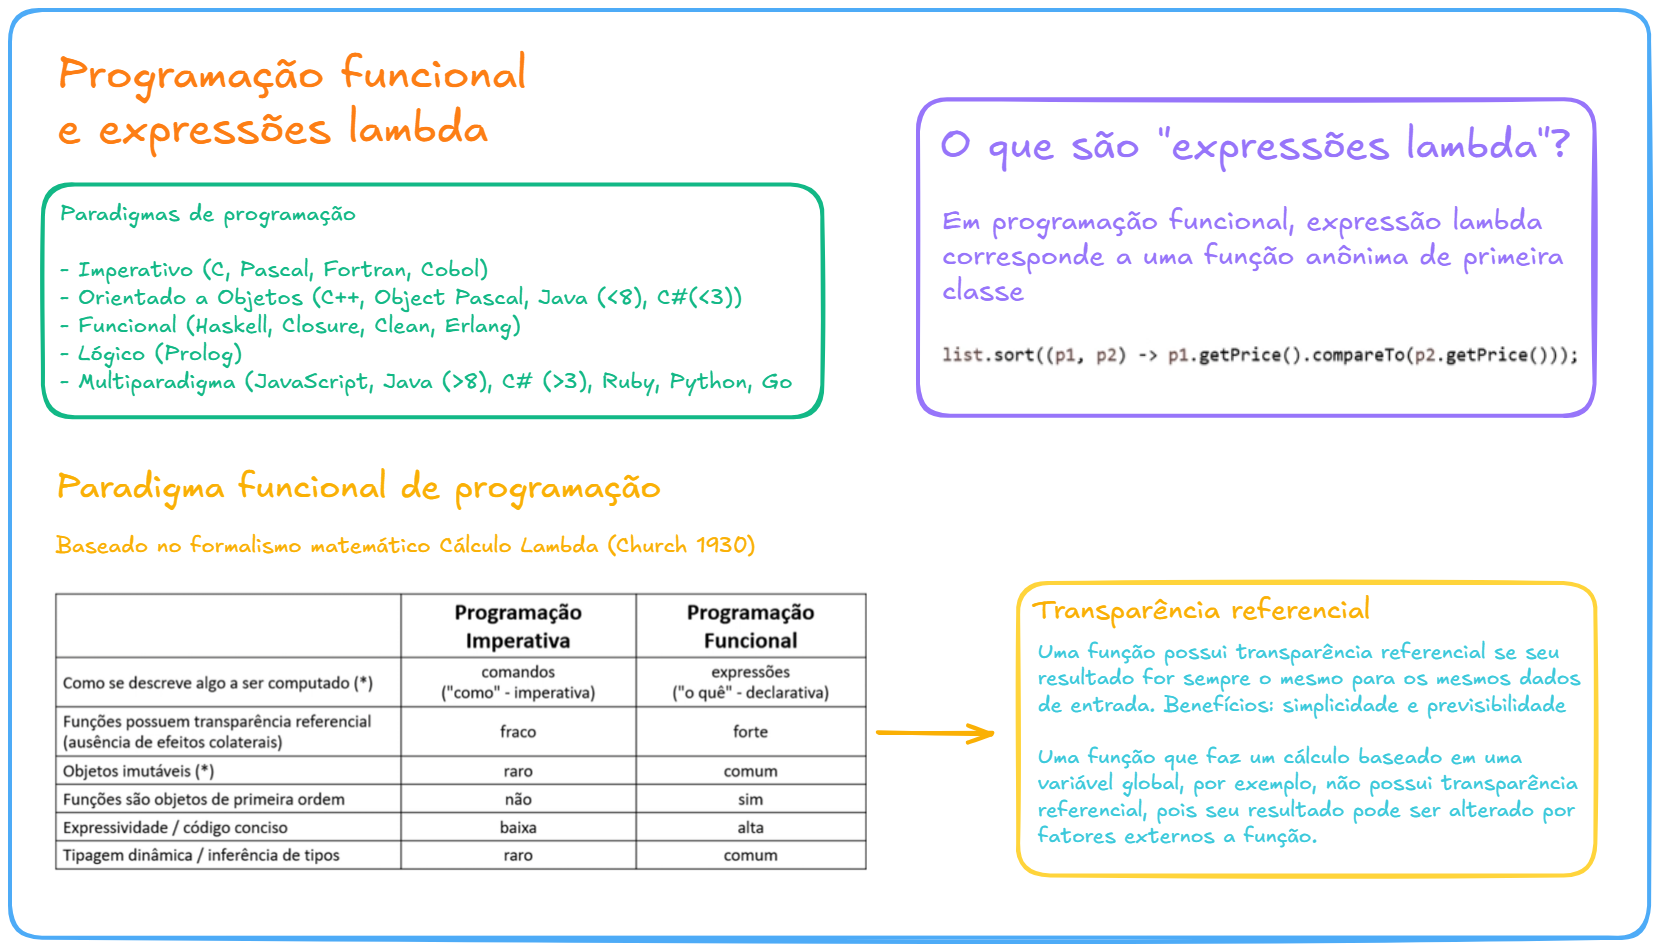 Programação funcional
e expressões lambda
Paradigmas de programação
- Imperativo (C, Pascal, Fortran, Cobol)
- Orientado a Objetos (C++, Object Pascal, Java (<8), C#(<3))
- Funcional (Haskell, Closure, Clean, Erlang)
- Lógico (Prolog)
- Multiparadigma (JavaScript, Java (>8), C# (>3), Ruby, Python, Go
O que são "expressões lambda"?
Em programação funcional, expressão lambda
corresponde a uma função anônima de primeira
classe
list.sort((p1, p2) -> p1.getPrice().compareTo(p2.getPrice()));
Paradigma funcional de programação
Baseado no formalismo matemático Cálculo Lambda (Church 1930)
Programação Imperativa
Programação Funcional
Como se descreve algo a ser computado (*)
comandos
("como" - imperativa)
expressões
("o quê" - declarativa)
Funções possuem transparência referencial
(ausência de efeitos colaterais)
fraco
forte
Objetos imutáveis (*)
raro
comum
Funções são objetos de primeira ordem
não
sim
Expressividade / código conciso
baixa
alta
Tipagem dinâmica / inferência de tipos
raro
comum
Transparência referencial
Uma função possui transparência referencial se seu
resultado for sempre o mesmo para os mesmos dados
de entrada. Benefícios: simplicidade e previsibilidade
Uma função que faz um cálculo baseado em uma
variável global, por exemplo, não possui transparência
referencial, pois seu resultado pode ser alterado por
fatores externos a função.